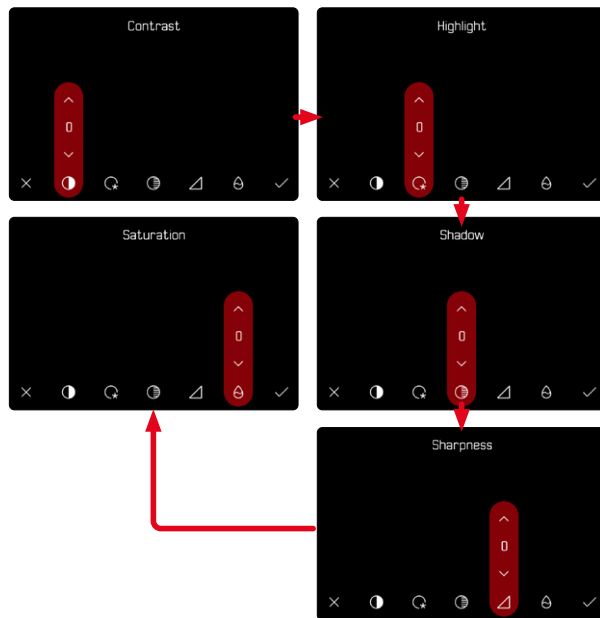 Contrast
0
Highlight
0
Saturation
0
Shadow
0
Sharpness
0